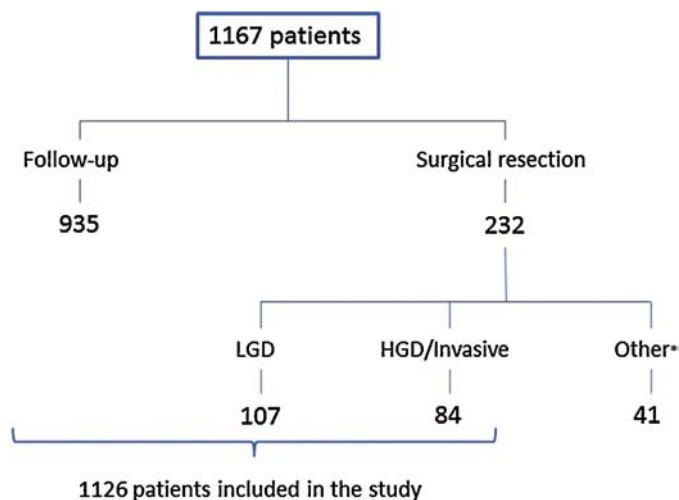 1167 patients
Follow-up Surgical resection
935 232
LGD HGD/Invasive Other*
107 84 41
1126 patients included in the study